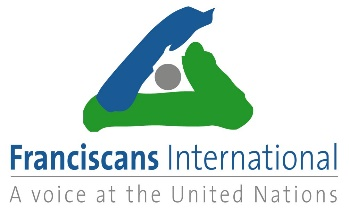 Franciscans International
A voice at the United Nations